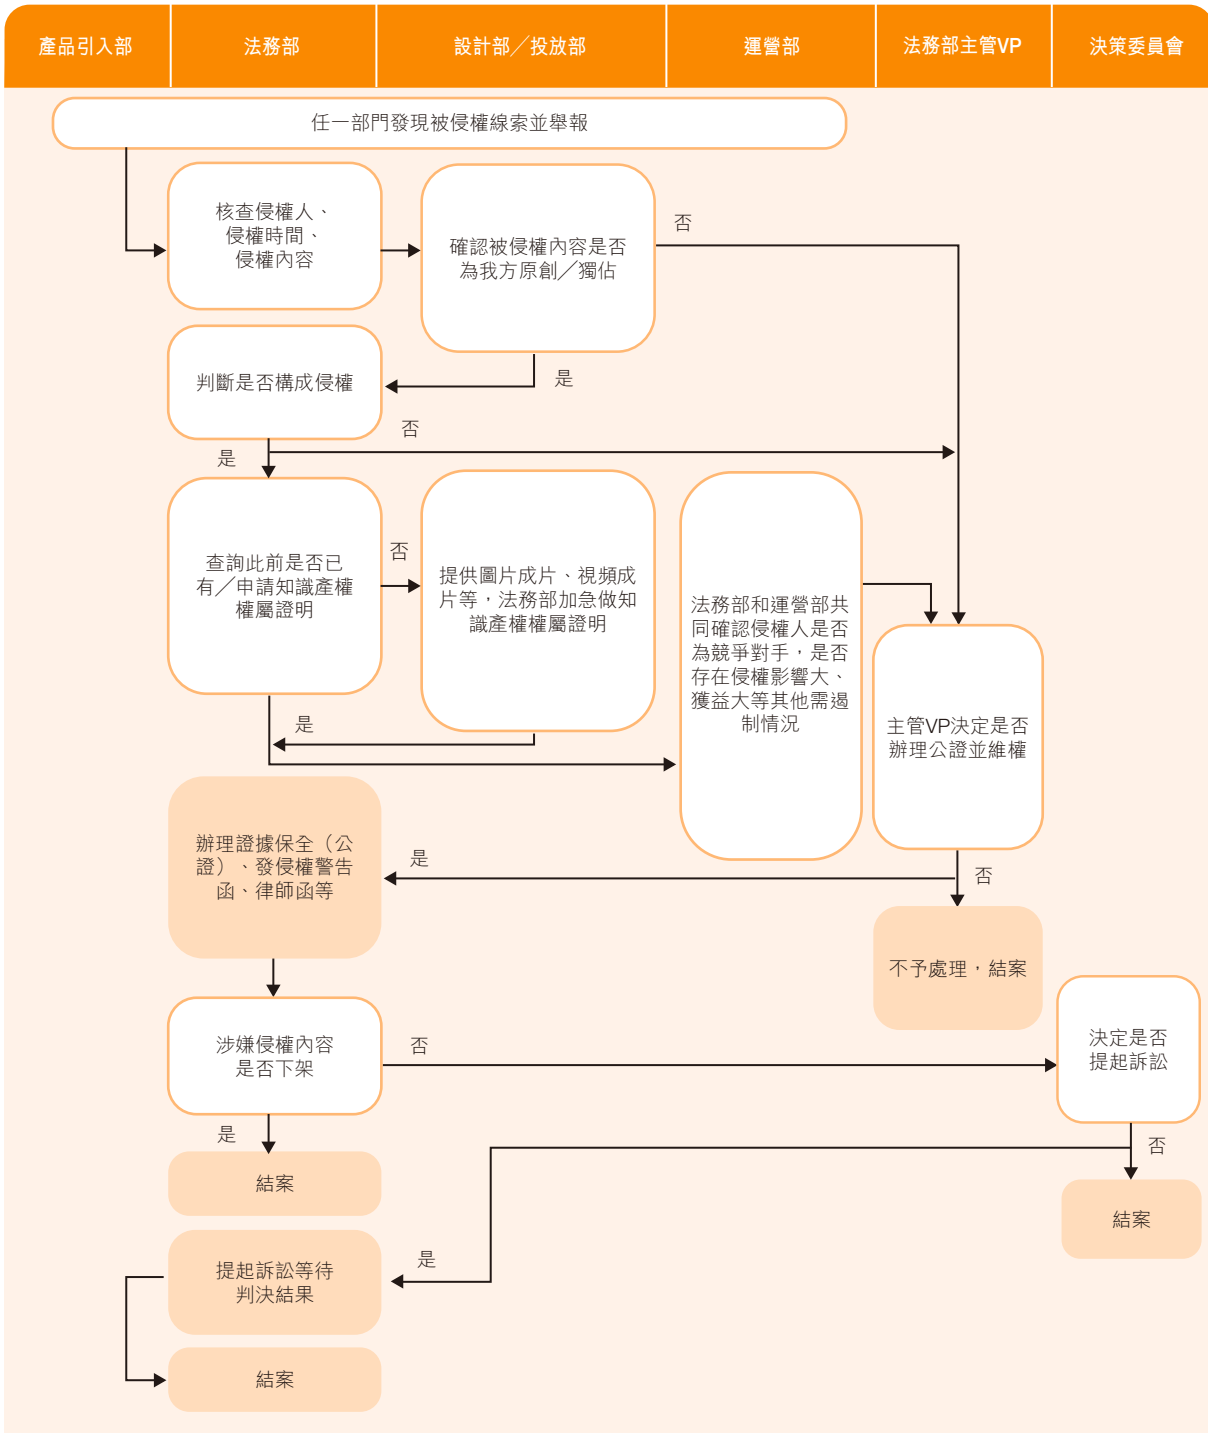 產品引入部
法務部
設計部／投放部
運營部
法務部主管VP
決策委員會
任一部門發現被侵權線索並舉報
核查侵權人、
侵權時間、
侵權內容
確認被侵權內容是否
為我方原創／獨佔
否
判斷是否構成侵權
是
否
是
查詢此前是否已
有／申請知識產權
權屬證明
否
提供圖片成片、視頻成
片等，法務部加急做知
識產權權屬證明
法務部和運營部共
同確認侵權人是否
為競爭對手，是否
存在侵權影響大、
獲益大等其他需遏
制情況
是
主管VP決定是否
辦理公證並維權
辦理證據保全（公
證）、發侵權警告
函、律師函等
是
否
不予處理，結案
涉嫌侵權內容
是否下架
否
決定是否
提起訴訟
是
否
結案
結案
提起訴訟等待
判決結果
是
結案